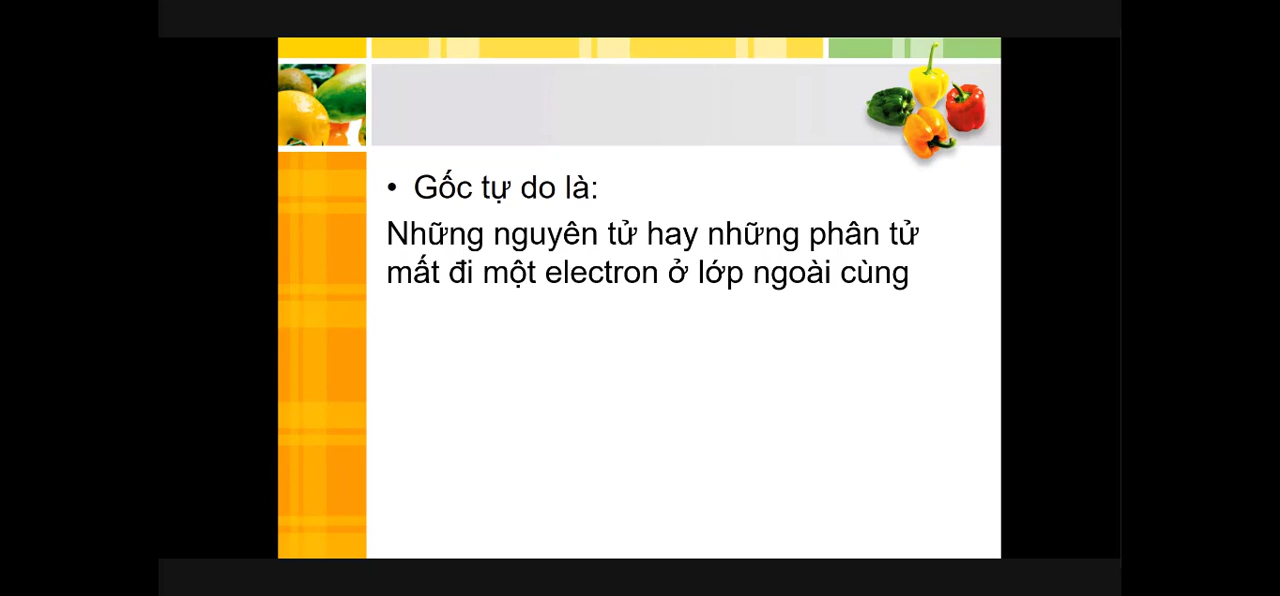 • Gốc tự do là:
Những nguyên tử hay những phân tử
mất đi một electron ở lớp ngoài cùng